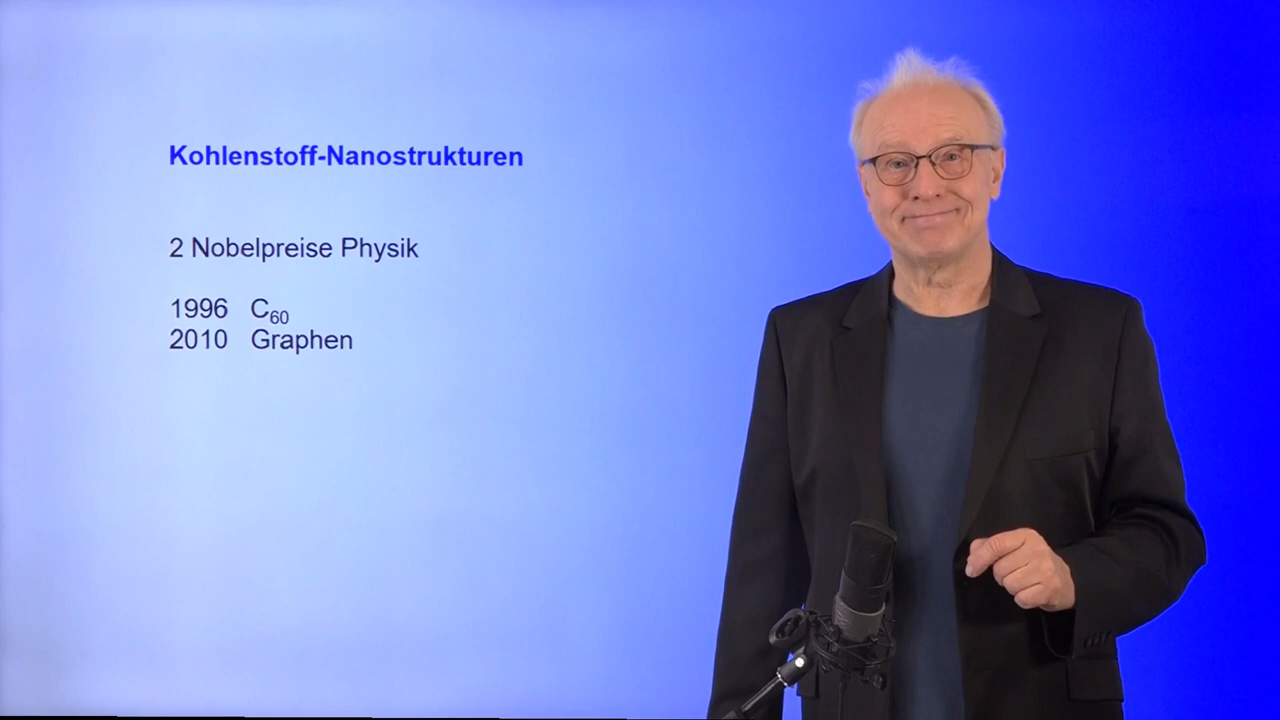 Kohlenstoff-Nanostrukturen
2 Nobelpreise Physik
1996 C₆₀
2010 Graphen